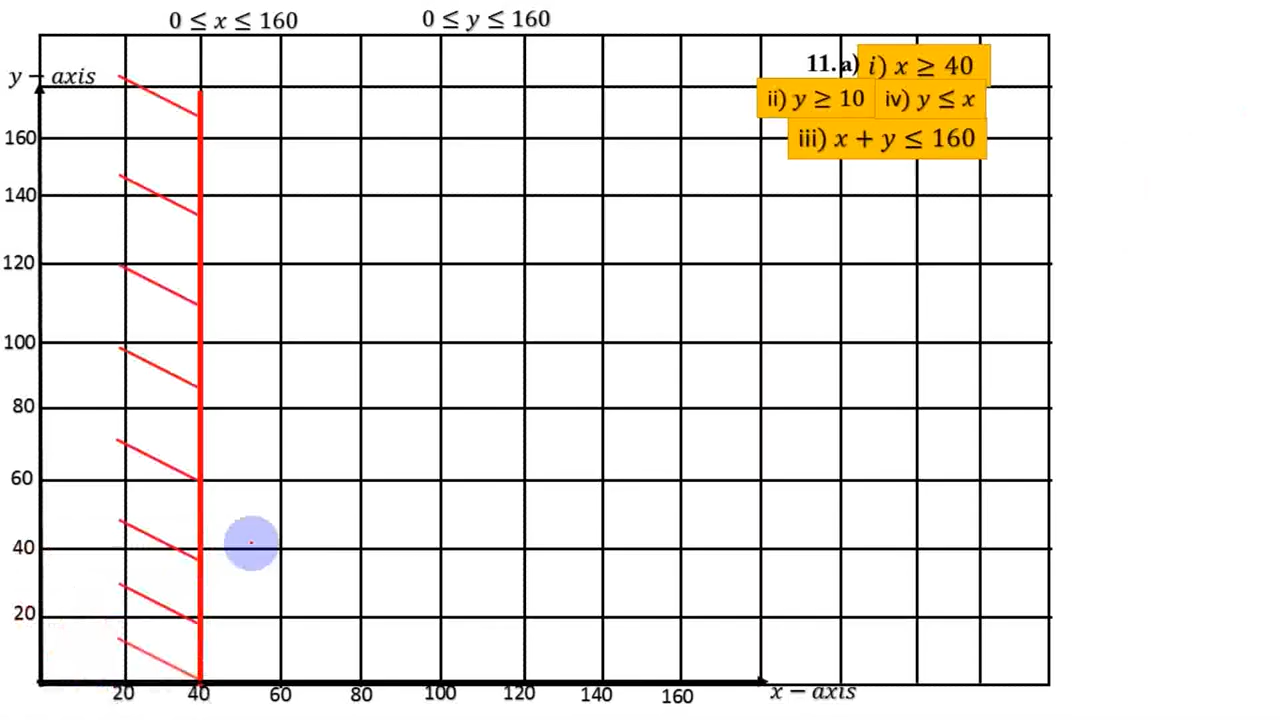 0 ≤ x ≤ 160
0 ≤ y ≤ 160
11. a) i) x ≥ 40
ii) y ≥ 10 iv) y ≤ x
iii) x + y ≤ 160
y − axis
160
140
120
100
80
60
40
20
20 40 60 80 100 120 140 160
x − axis